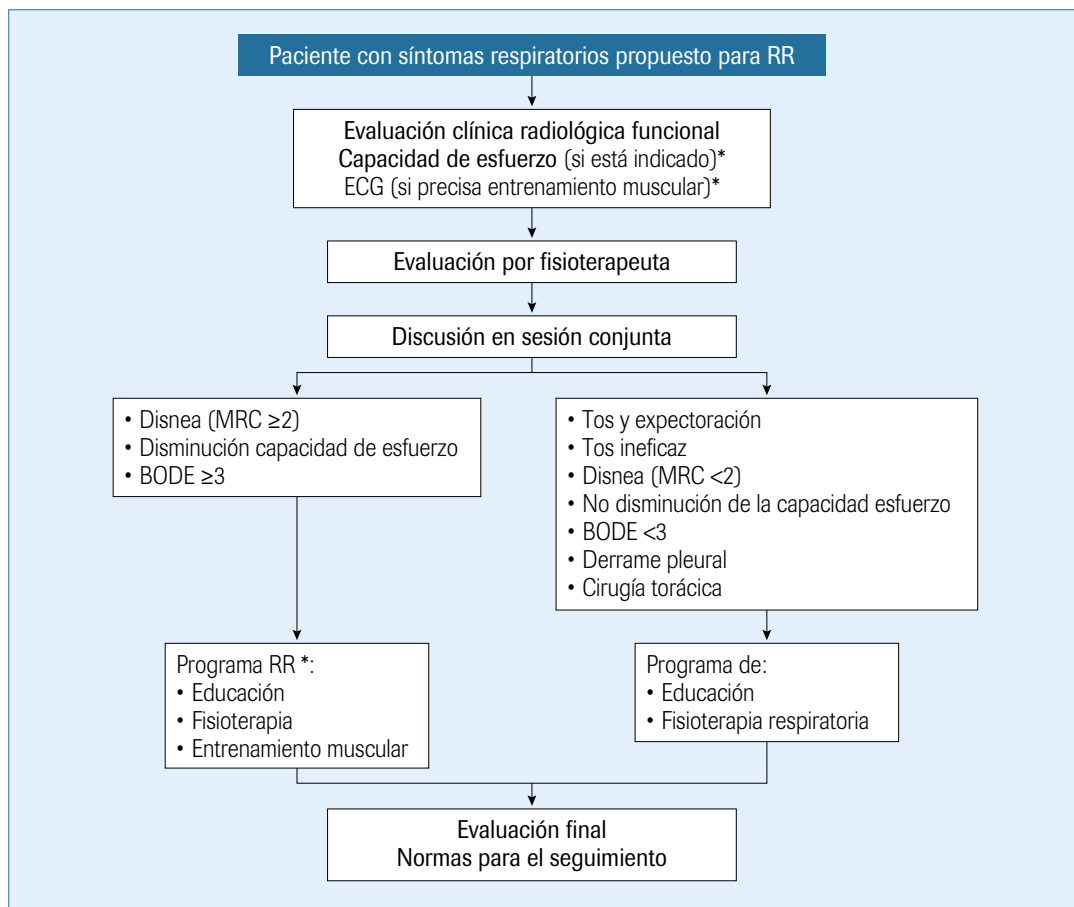 Paciente con síntomas respiratorios propuesto para RR
Evaluación clínica radiológica funcional
Capacidad de esfuerzo (si está indicado)*
ECG (si precisa entrenamiento muscular)*
Evaluación por fisioterapeuta
Discusión en sesión conjunta
• Disnea (MRC ≥2)
• Disminución capacidad de esfuerzo
• BODE ≥3
• Tos y expectoración
• Tos ineficaz
• Disnea (MRC <2)
• No disminución de la capacidad esfuerzo
• BODE <3
• Derrame pleural
• Cirugía torácica
Programa RR *:
• Educación
• Fisioterapia
• Entrenamiento muscular
Programa de:
• Educación
• Fisioterapia respiratoria
Evaluación final
Normas para el seguimiento